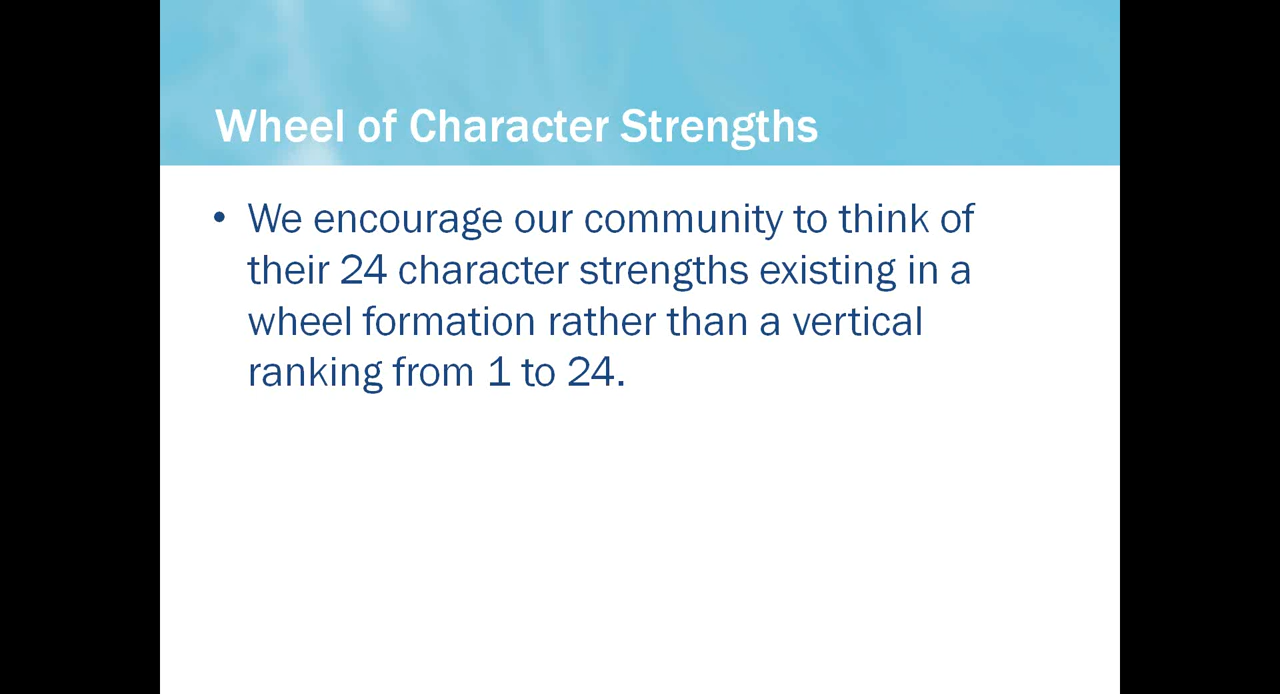 Wheel of Character Strengths
• We encourage our community to think of
their 24 character strengths existing in a
wheel formation rather than a vertical
ranking from 1 to 24.